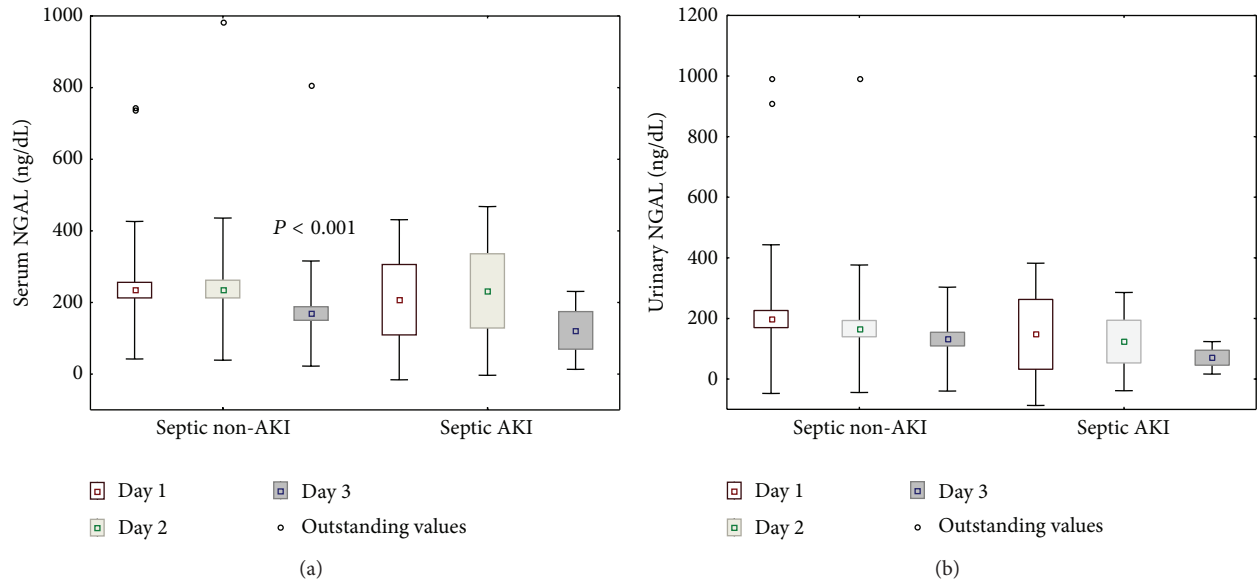 1000
800
600
400
200
0
Serum NGAL (ng/dL)
P < 0.001
Septic non-AKI
Septic AKI
Day 1
Day 2
Day 3
Outstanding values
(a)
1200
1000
800
600
400
200
0
Urinary NGAL (ng/dL)
Septic non-AKI
Septic AKI
Day 1
Day 2
Day 3
Outstanding values
(b)